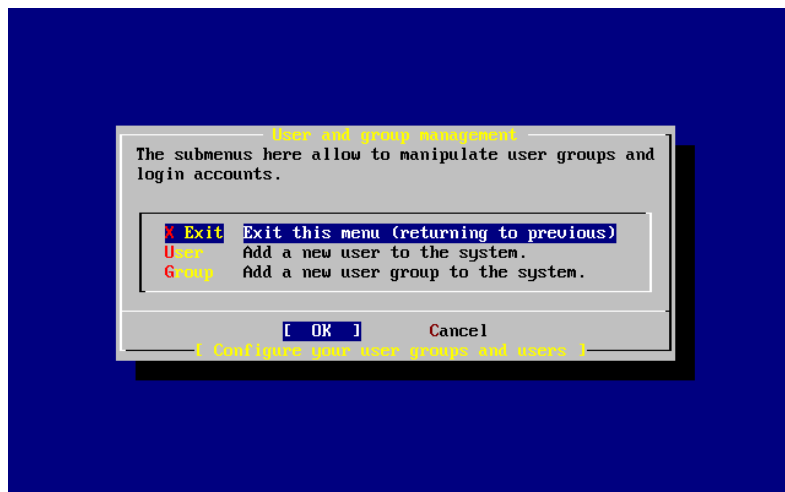 User and group management
The submenus here allow to manipulate user groups and
login accounts.
X Exit Exit this menu (returning to previous)
User Add a new user to the system.
Group Add a new user group to the system.
[ OK ] Cancel
[ Configure your user groups and users ]